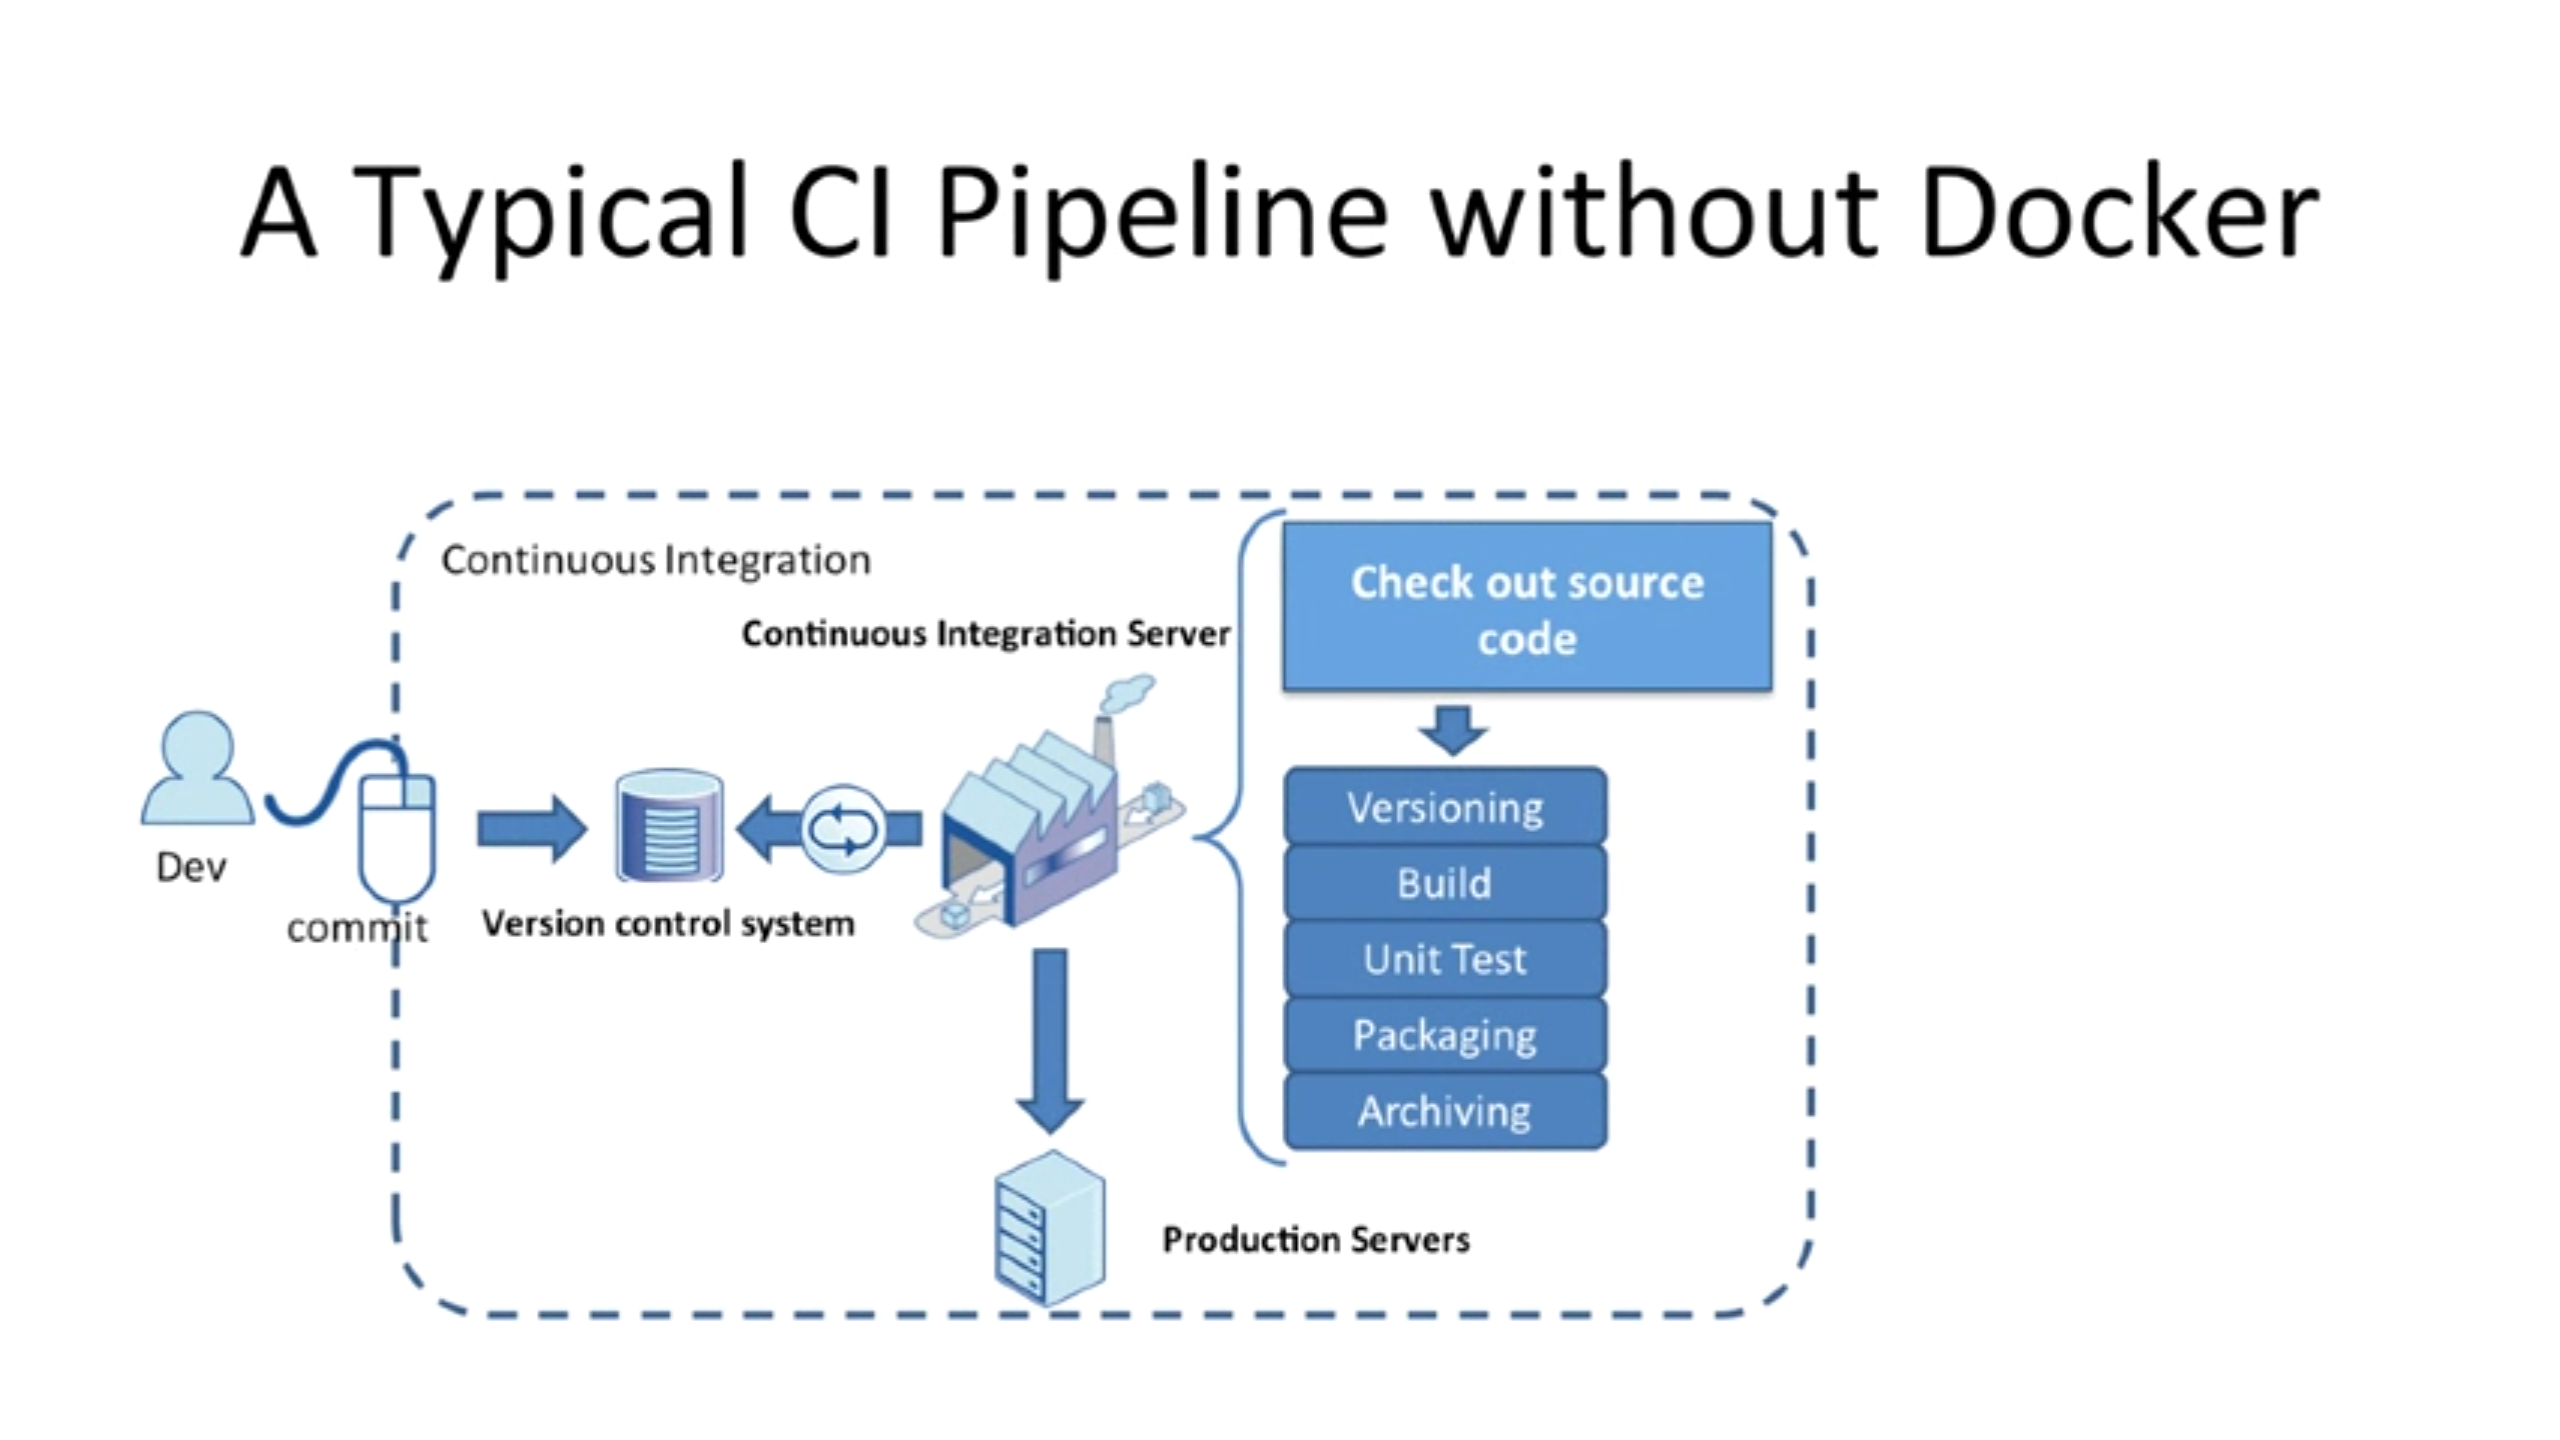 A Typical CI Pipeline without Docker
Continuous Integration
Continuous Integration Server
Check out source
code
Dev
commit
Version control system
Versioning
Build
Unit Test
Packaging
Archiving
Production Servers